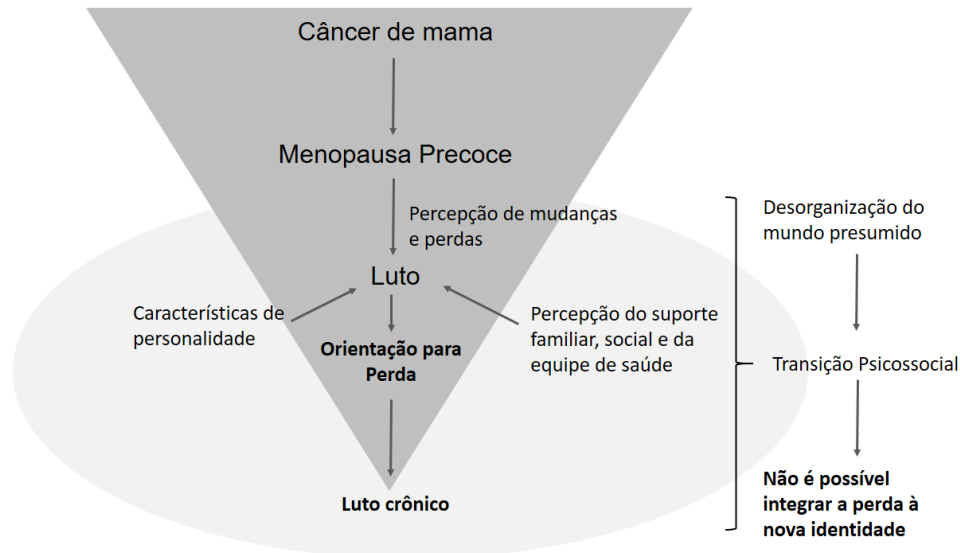 Câncer de mama
Menopausa Precoce
Percepção de mudanças
e perdas
Luto
Características de
personalidade
Percepção do suporte
familiar, social e da
equipe de saúde
Orientação para
Perda
Luto crônico
Desorganização do
mundo presumido
Transição Psicossocial
Não é possível
integrar a perda à
nova identidade